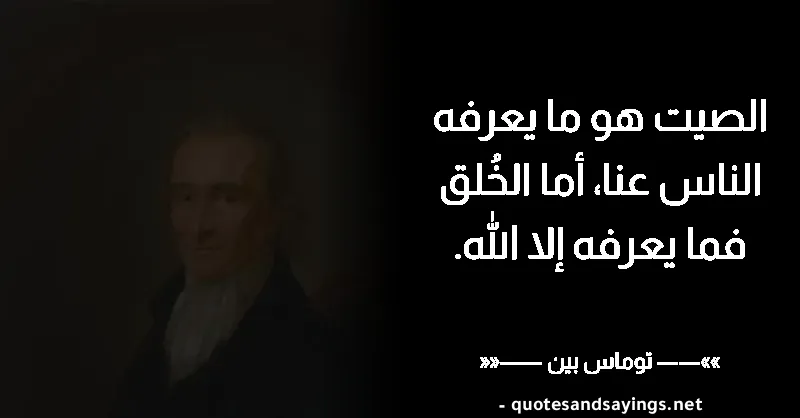 الصيت هو ما يعرفه
الناس عنا، أما الخُلق
فما يعرفه إلا الله.
»»—— توماس بين ——««
- quotesandsayings.net